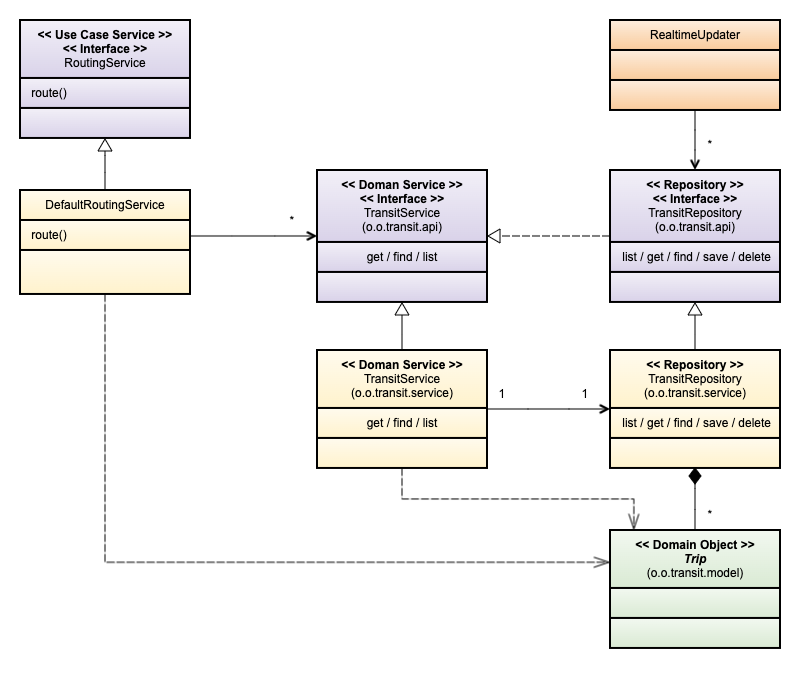 << Use Case Service >>
<< Interface >>
RoutingService
route()
RealtimeUpdater
*
DefaultRoutingService
route()
*
<< Doman Service >>
<< Interface >>
TransitService
(o.o.transit.api)
get / find / list
<< Repository >>
<< Interface >>
TransitRepository
(o.o.transit.api)
list / get / find / save / delete
<< Doman Service >>
TransitService
(o.o.transit.service)
get / find / list
1
1
<< Repository >>
TransitRepository
(o.o.transit.service)
list / get / find / save / delete
*
<< Domain Object >>
Trip
(o.o.transit.model)